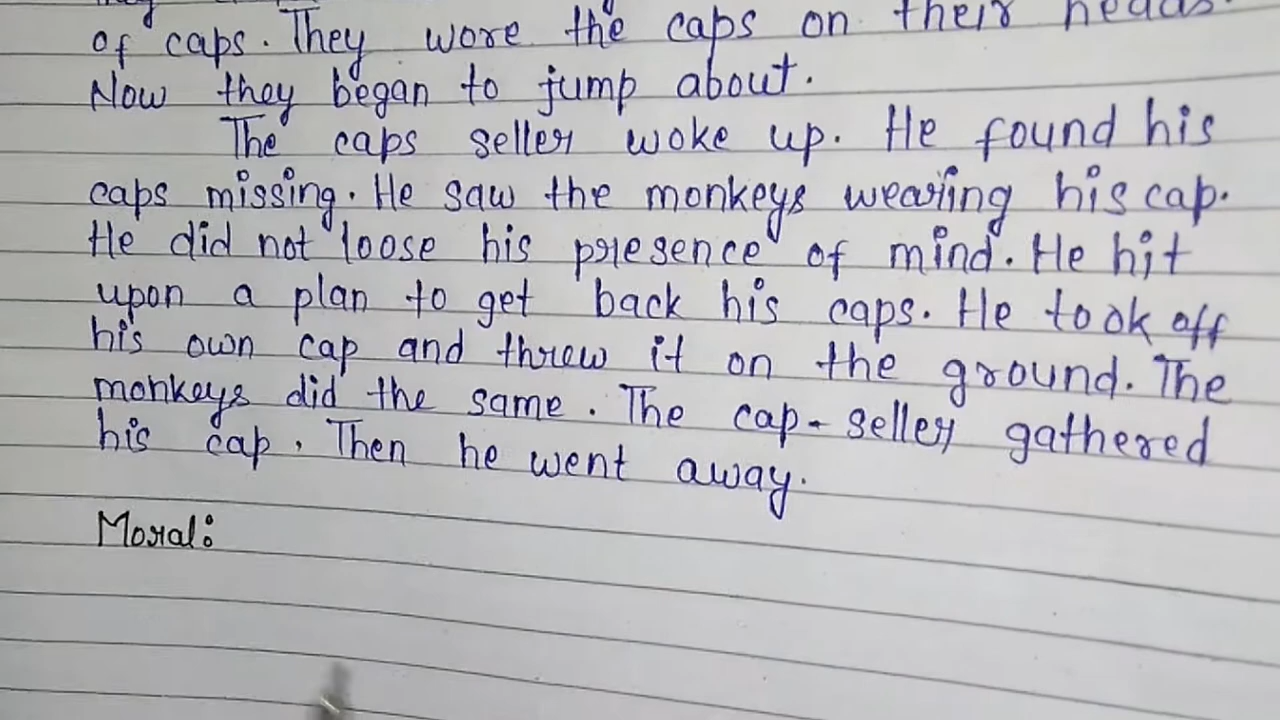 of caps. They wore the caps on their heads.
Now they began to jump about.
The caps seller woke up. He found his
caps missing. He saw the monkeys wearing his cap.
He did not loose his presence of mind. He hit
upon a plan to get back his caps. He took off
his own cap and threw it on the ground. The
monkeys did the same. The cap-seller gathered
his cap. Then he went away.
Moral: